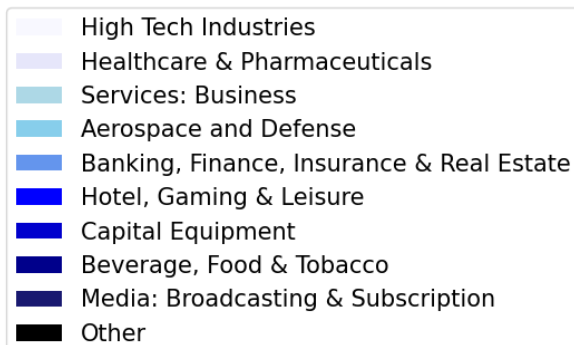 High Tech Industries
Healthcare & Pharmaceuticals
Services: Business
Aerospace and Defense
Banking, Finance, Insurance & Real Estate
Hotel, Gaming & Leisure
Capital Equipment
Beverage, Food & Tobacco
Media: Broadcasting & Subscription
Other